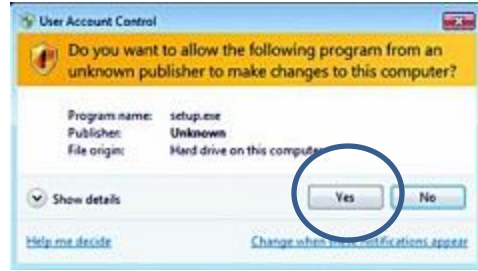 User Account Control
Do you want to allow the following program from an
unknown publisher to make changes to this computer?
Program name: setup.exe
Publisher: Unknown
File origin: Hard drive on this computer
Show details
Yes
No
Help me decide
Change when these notifications appear